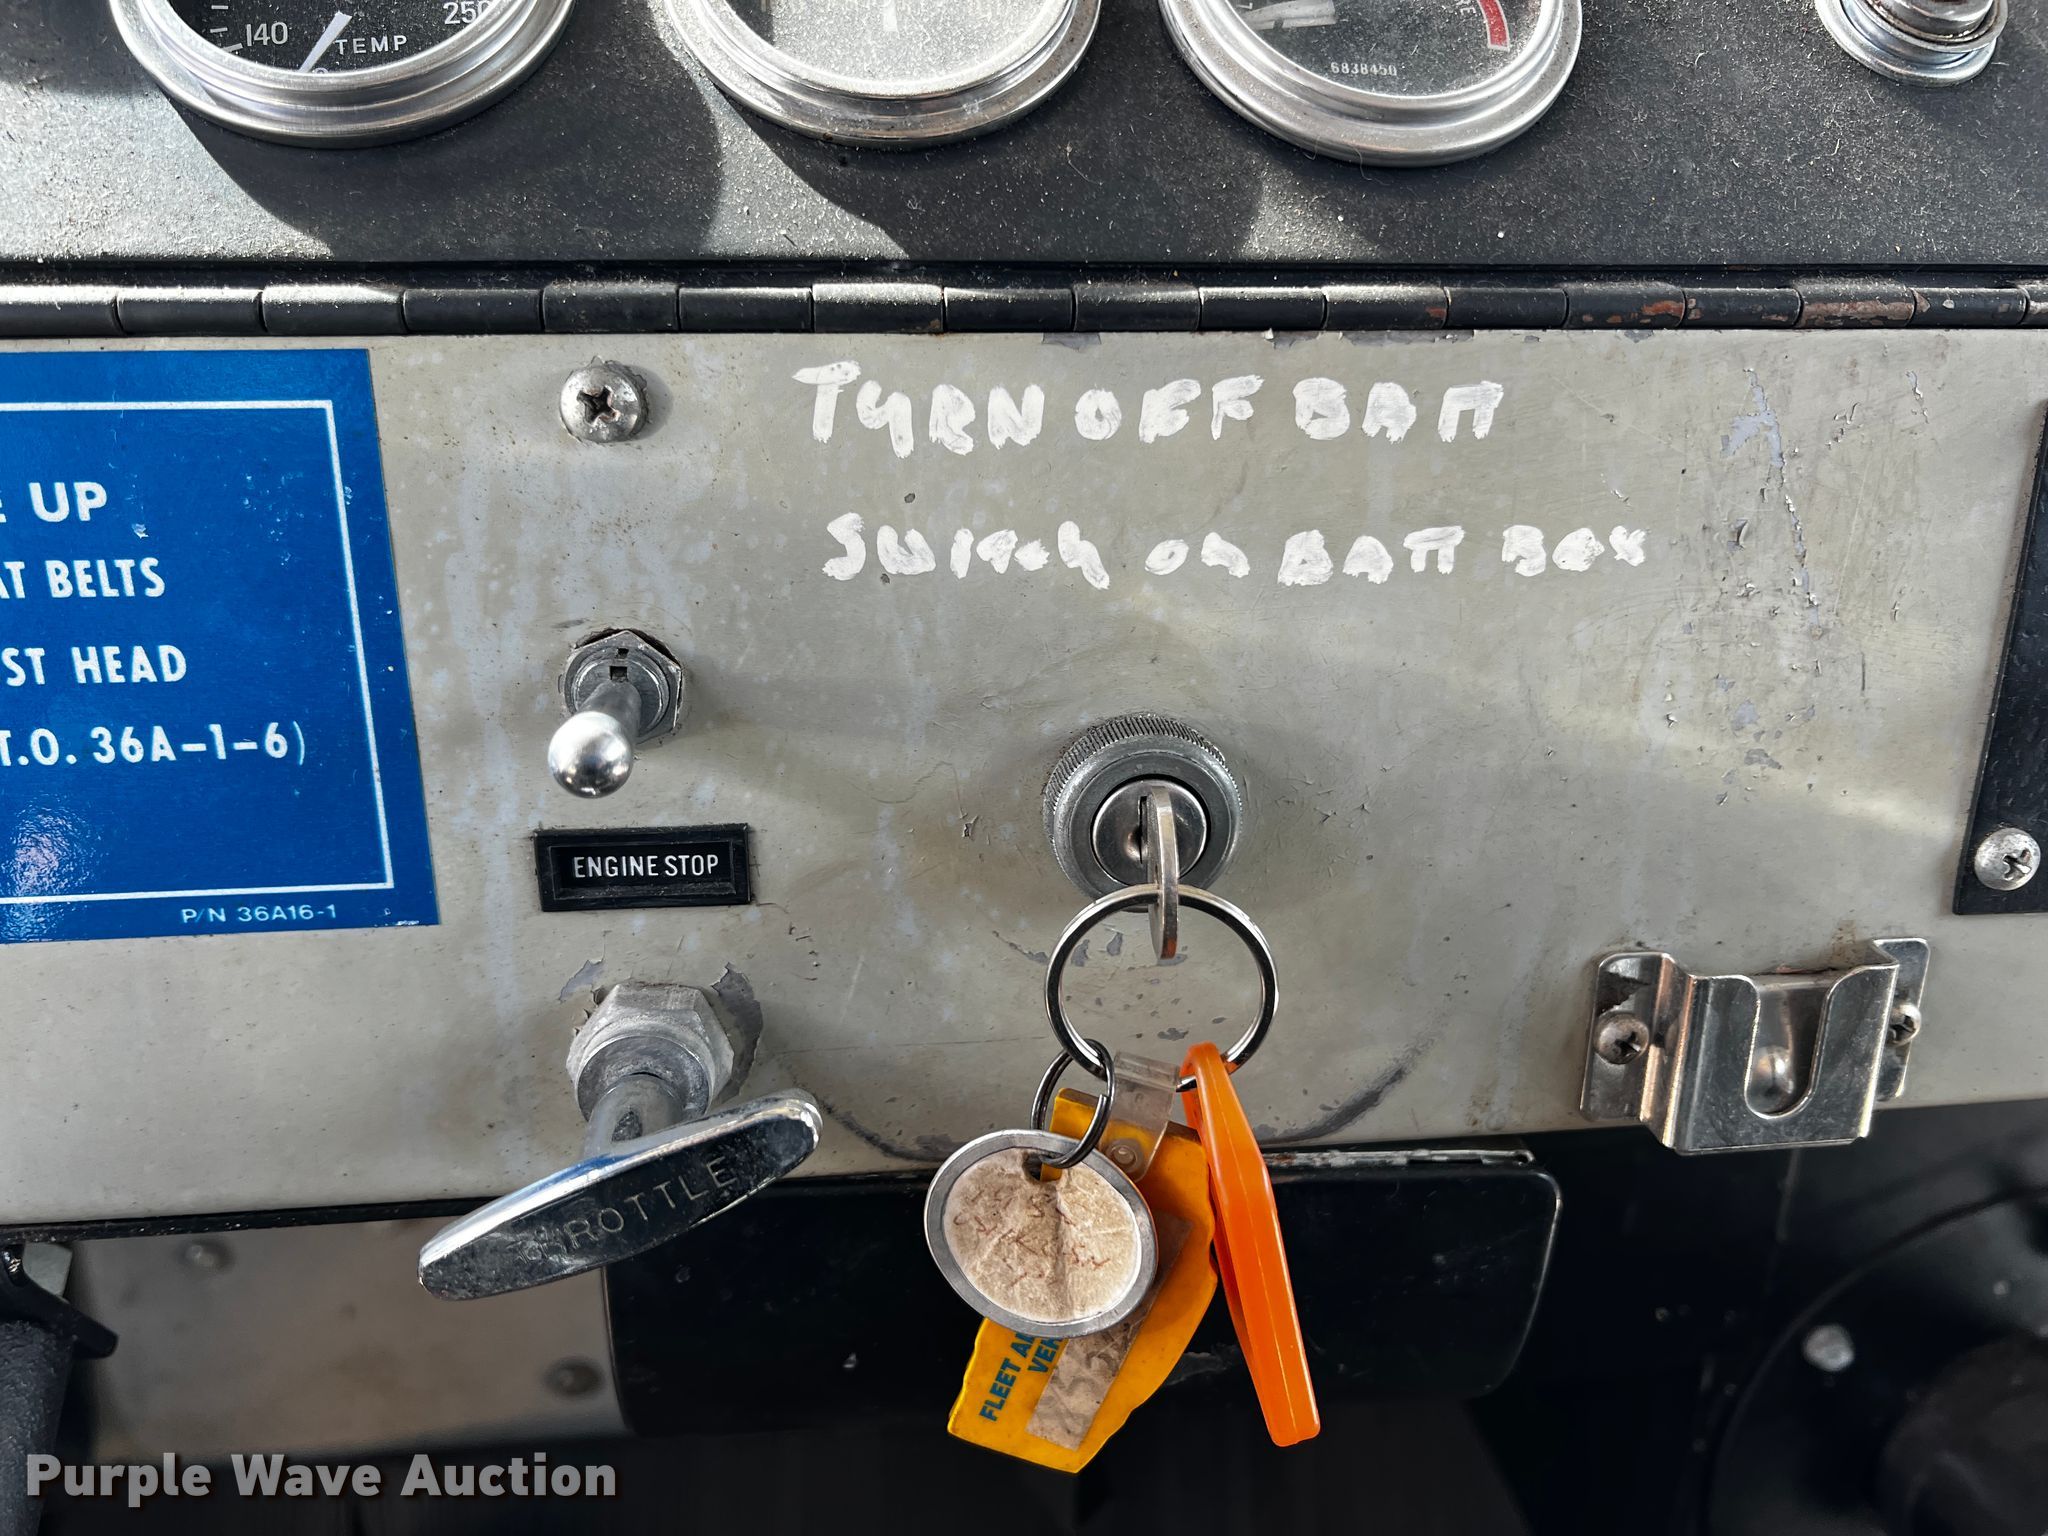 140
250
TEMP
6838450
TURN OFF BATT
SWITCH ON BATT BOX
UP
AT BELTS
ST HEAD
T.O. 36A-1-6)
P/N 36A16-1
ENGINE STOP
THROTTLE
FLEET
Purple Wave Auction